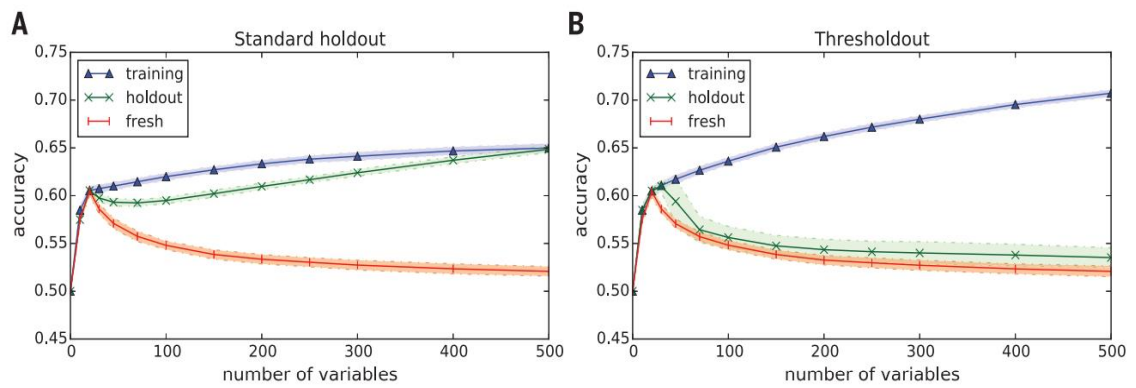 A
Standard holdout
0.75
0.70
0.65
0.60
0.55
0.50
0.45
accuracy
training
holdout
fresh
0
100
200
300
400
500
number of variables
B
Thresholdout
0.75
0.70
0.65
0.60
0.55
0.50
0.45
accuracy
training
holdout
fresh
0
100
200
300
400
500
number of variables